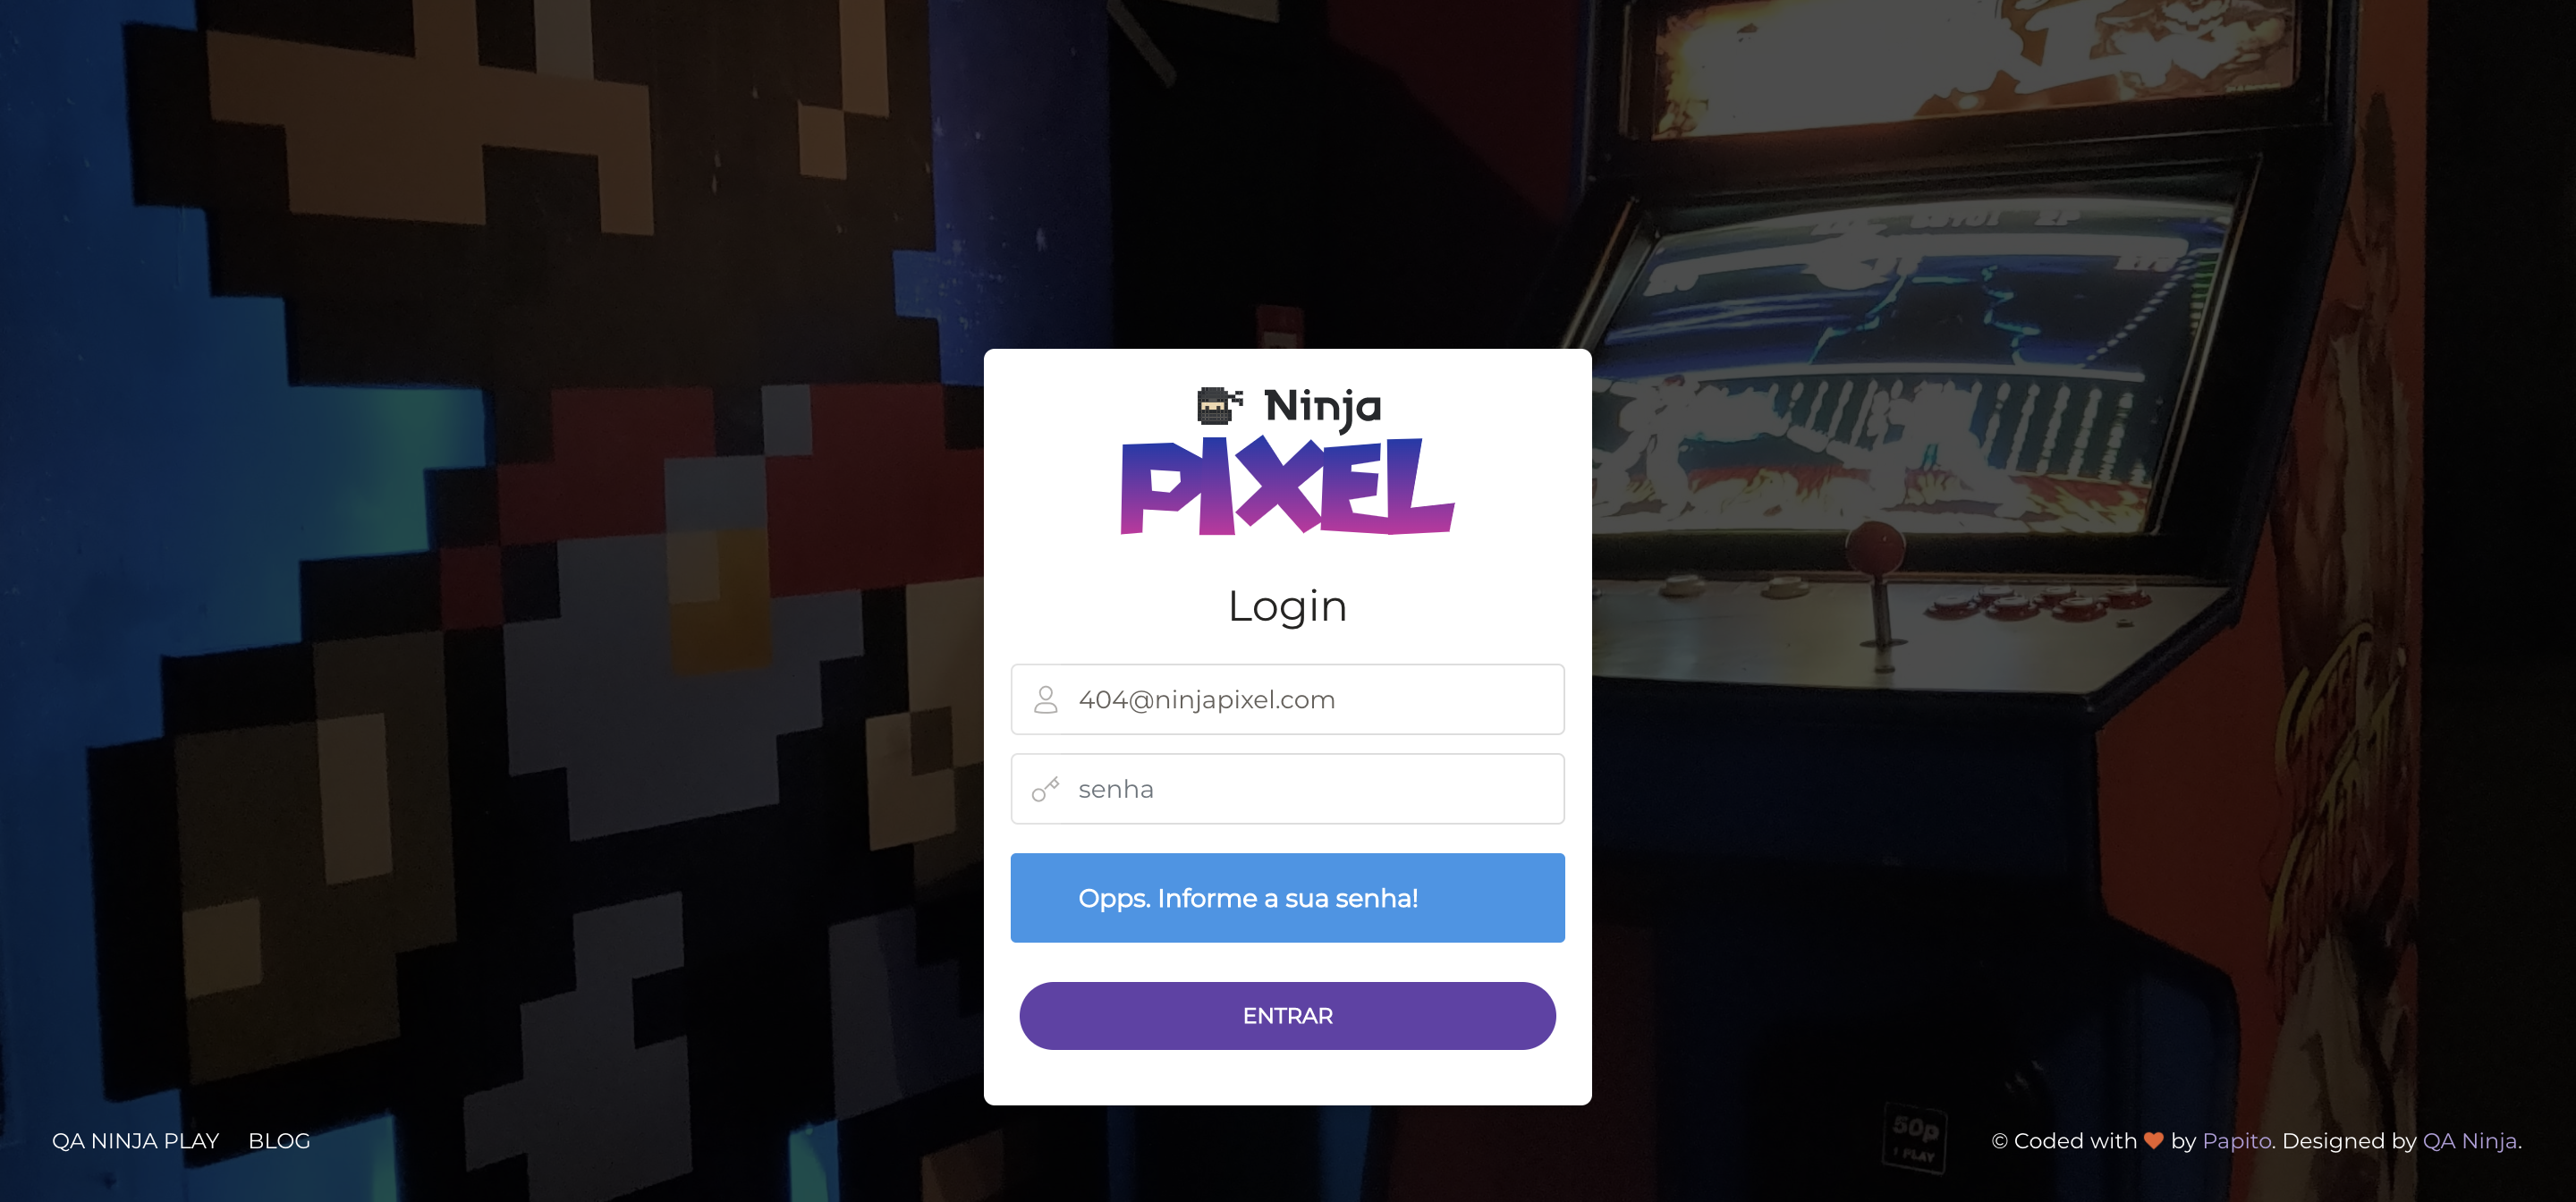 Ninja
PIXEL
Login
404@ninjapixel.com
senha
Opps. Informe a sua senha!
ENTRAR
50p
1 PLAY
QA NINJA PLAY BLOG
© Coded with ❤ by Papito. Designed by QA Ninja.